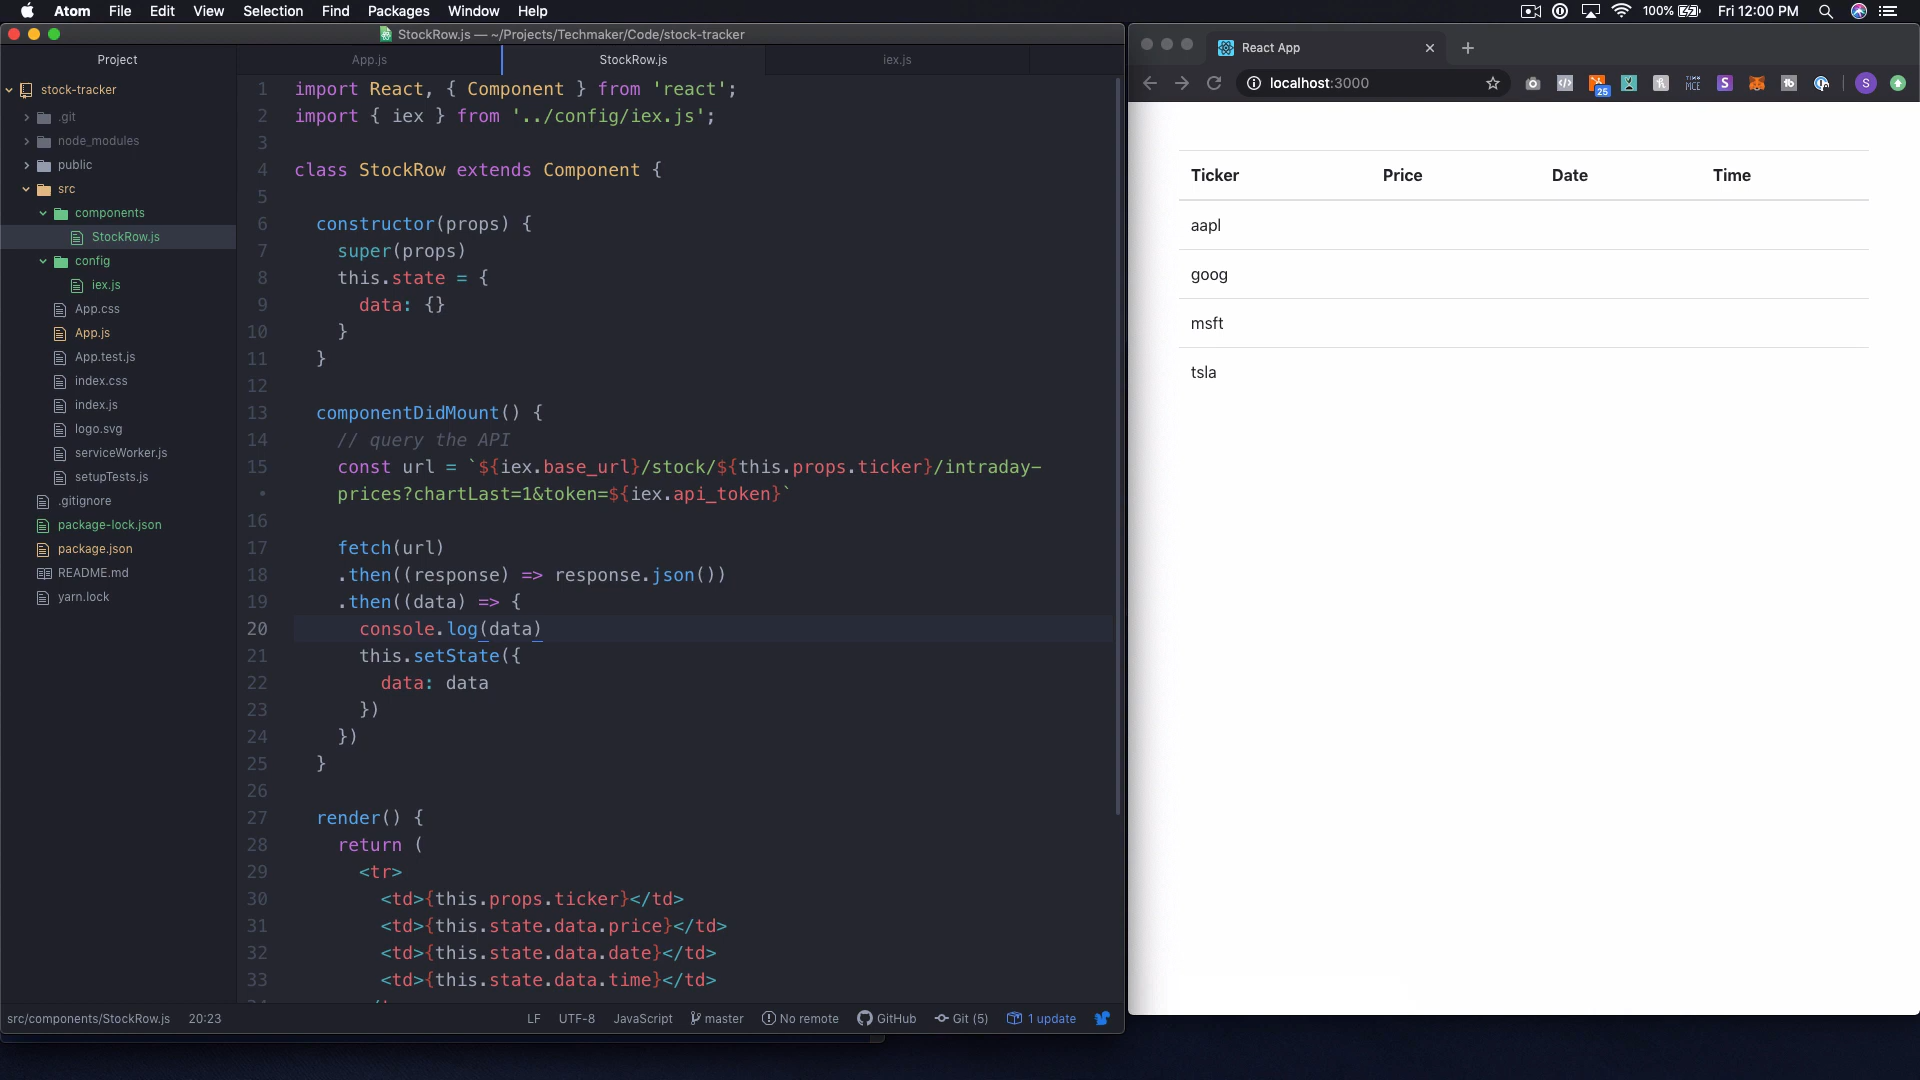 Atom File Edit View Selection Find Packages Window Help
100% Fri 12:00 PM
StockRow.js — ~/Projects/Techmaker/Code/stock-tracker
Project
stock-tracker
.git
node_modules
public
src
components
StockRow.js
config
iex.js
App.css
App.js
App.test.js
index.css
index.js
logo.svg
serviceWorker.js
setupTests.js
.gitignore
package-lock.json
package.json
README.md
yarn.lock
App.js StockRow.js iex.js
1 import React, { Component } from 'react';
2 import { iex } from '../config/iex.js';
3
4 class StockRow extends Component {
5
6 constructor(props) {
7 super(props)
8 this.state = {
9 data: {}
10 }
11 }
12
13 componentDidMount() {
14 // query the API
15 const url = `${iex.base_url}/stock/${this.props.ticker}/intraday-
• prices?chartLast=1&token=${iex.api_token}`
16
17 fetch(url)
18 .then((response) => response.json())
19 .then((data) => {
20 console.log(data)
21 this.setState({
22 data: data
23 })
24 })
25 }
26
27 render() {
28 return (
29 <tr>
30 <td>{this.props.ticker}</td>
31 <td>{this.state.data.price}</td>
32 <td>{this.state.data.date}</td>
33 <td>{this.state.data.time}</td>
src/components/StockRow.js 20:23 LF UTF-8 JavaScript master No remote GitHub Git (5) 1 update
React App
localhost:3000
25
Ticker Price Date Time
aapl
goog
msft
tsla